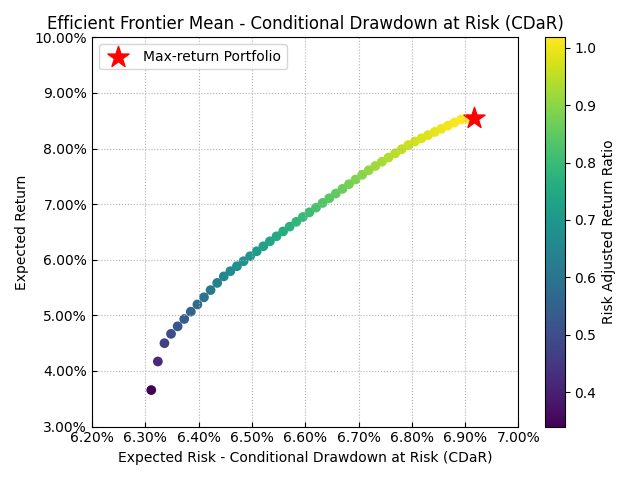 Efficient Frontier Mean - Conditional Drawdown at Risk (CDaR)
Max-return Portfolio
10.00%
9.00%
8.00%
7.00%
6.00%
5.00%
4.00%
3.00%
Expected Return
6.20% 6.30% 6.40% 6.50% 6.60% 6.70% 6.80% 6.90% 7.00%
Expected Risk - Conditional Drawdown at Risk (CDaR)
1.0
0.9
0.8
0.7
0.6
0.5
0.4
Risk Adjusted Return Ratio